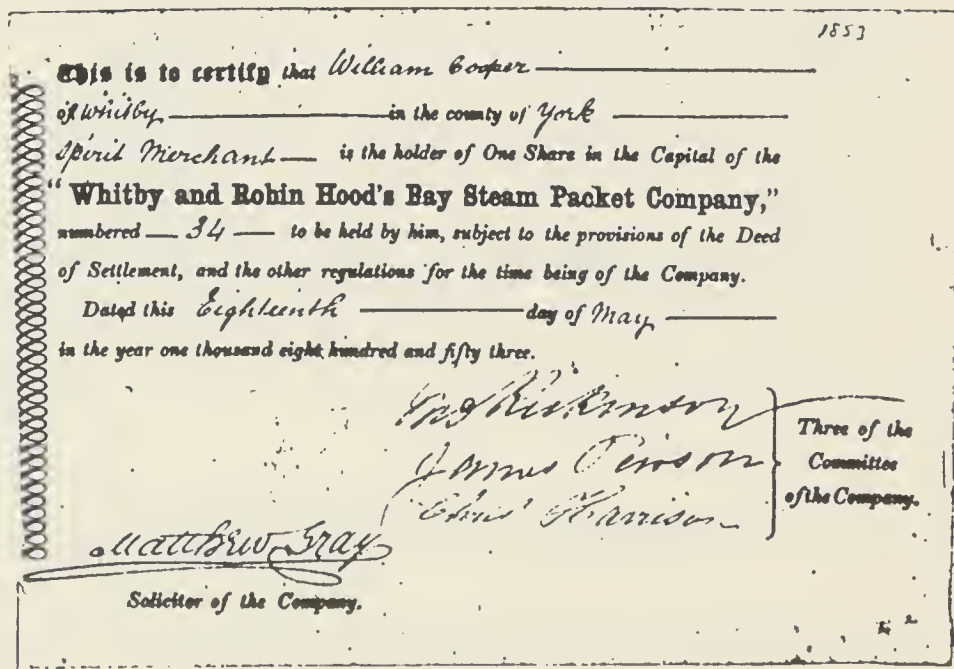 1853
This is to certify that William Cooper
of Whitby in the county of York
Spirit Merchant is the holder of One Share in the Capital of the
"Whitby and Robin Hood's Bay Steam Packet Company,"
numbered 34 to be held by him, subject to the provisions of the Deed
of Settlement, and the other regulations for the time being of the Company.
Dated this Eighteenth day of May
in the year one thousand eight hundred and fifty three.
Rickinson
James
Harrison
Three of the
Committee
of the Company.
Matthew Gray
Solicitor of the Company.